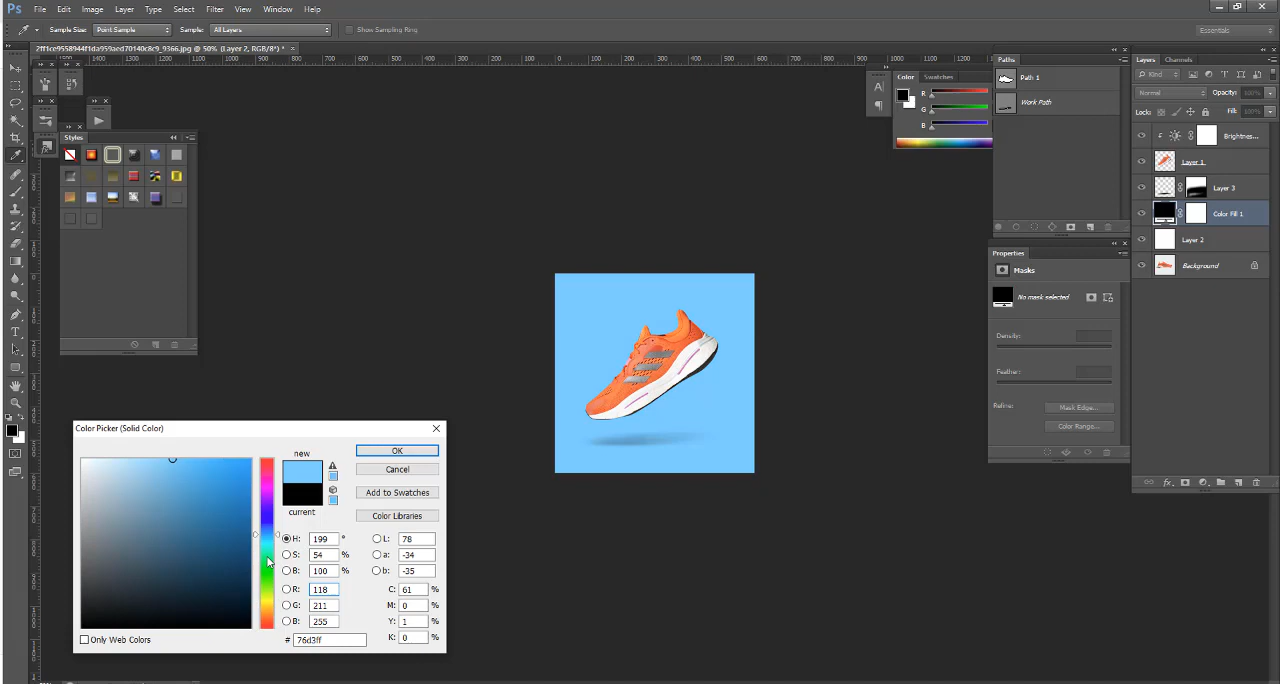 Ps File Edit Image Layer Type Select Filter View Window Help
Sample Size: Point Sample Sample: All Layers Show Sampling Ring Essentials
2ff1ce9558944f1da959aed70140c8c9_9366.jpg @ 50% (Layer 2, RGB/8*) *
Styles
Color Swatches
R
G
B
Paths
Path 1
Work Path
Properties
Masks
No mask selected
Density:
Feather:
Refine: Mask Edge...
Color Range...
Layers Channels
Kind
Normal Opacity: 100%
Lock: Fill: 100%
Brightnes...
Layer 1
Layer 3
Color Fill 1
Layer 2
Background
Color Picker (Solid Color)
new
current
OK
Cancel
Add to Swatches
Color Libraries
H: 199 ° L: 78
S: 54 % a: -34
B: 100 % b: -35
R: 118 C: 61 %
G: 211 M: 0 %
B: 255 Y: 1 %
# 76d3ff K: 0 %
Only Web Colors